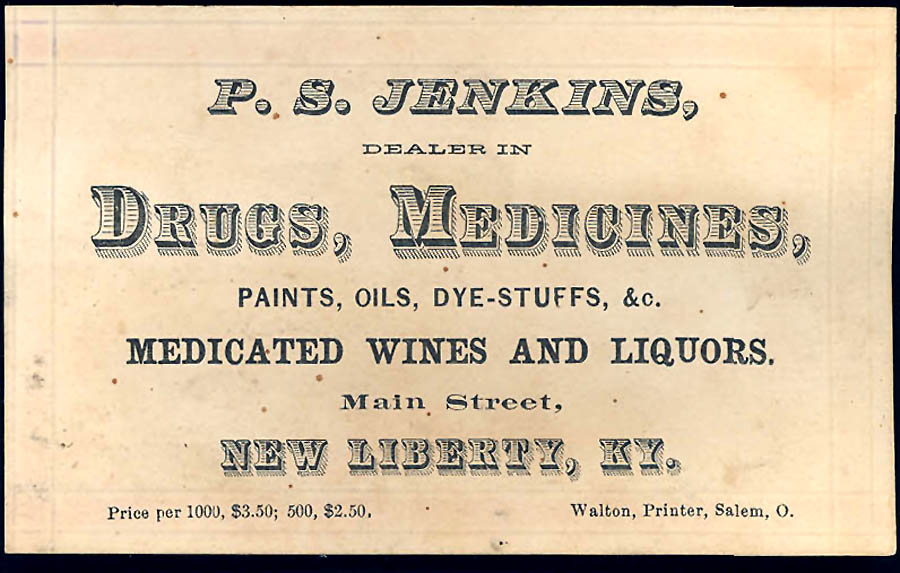 P. S. JENKINS,
DEALER IN
DRUGS, MEDICINES,
PAINTS, OILS, DYE-STUFFS, &c.
MEDICATED WINES AND LIQUORS.
Main Street,
NEW LIBERTY, KY.
Price per 1000, $3.50; 500, $2.50. Walton, Printer, Salem, O.